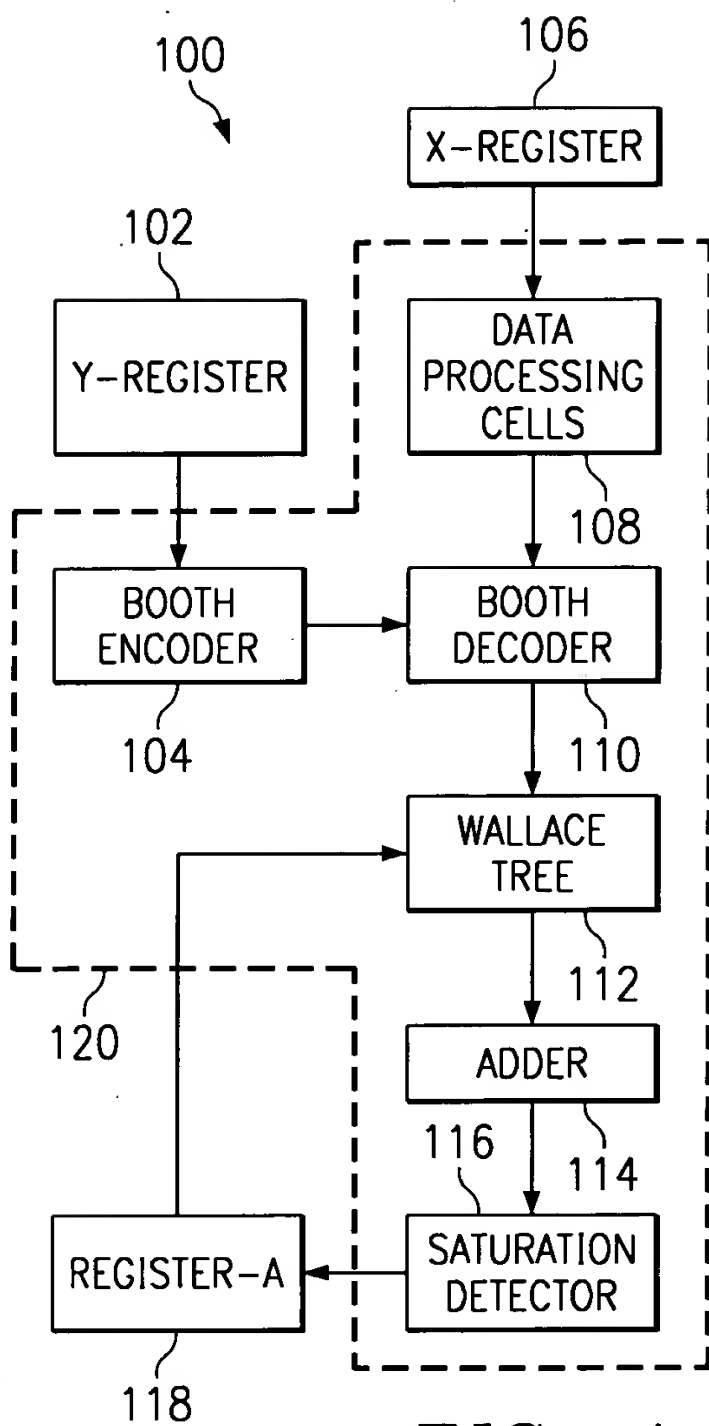 100
106
X-REGISTER
102
Y-REGISTER
DATA
PROCESSING
CELLS
108
BOOTH
ENCODER
104
BOOTH
DECODER
110
WALLACE
TREE
112
120
ADDER
114
116
REGISTER-A
118
SATURATION
DETECTOR